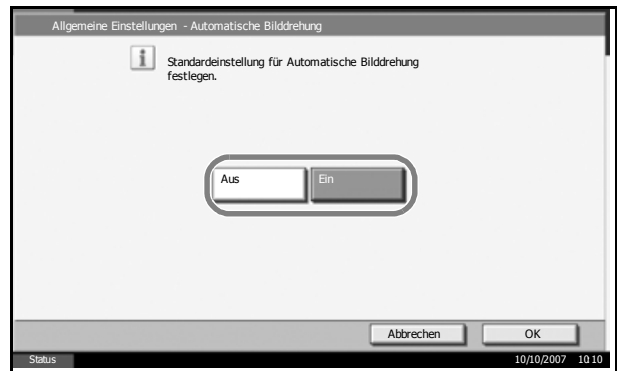 Allgemeine Einstellungen - Automatische Bilddrehung
Standardeinstellung für Automatische Bilddrehung
festlegen.
Aus
Ein
Abbrechen
OK
Status
10/10/2007 10:10